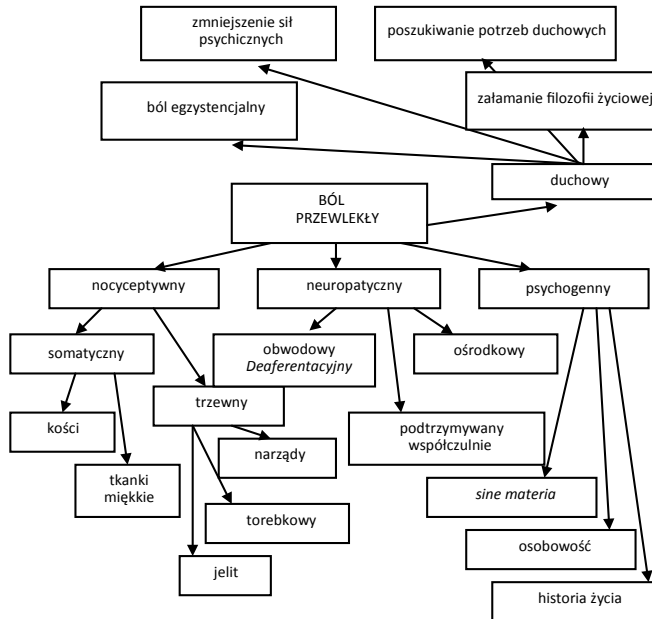 zmniejszenie sił
psychicznych
poszukiwanie potrzeb duchowych
ból egzystencjalny
załamanie filozofii życiowej
duchowy
BÓL
PRZEWLEKŁY
nocyceptywny
neuropatyczny
psychogenny
somatyczny
obwodowy
Deaferentacyjny
ośrodkowy
trzewny
kości
podtrzymywany
współczulnie
narządy
tkanki
miękkie
sine materia
torebkowy
osobowość
jelit
historia życia